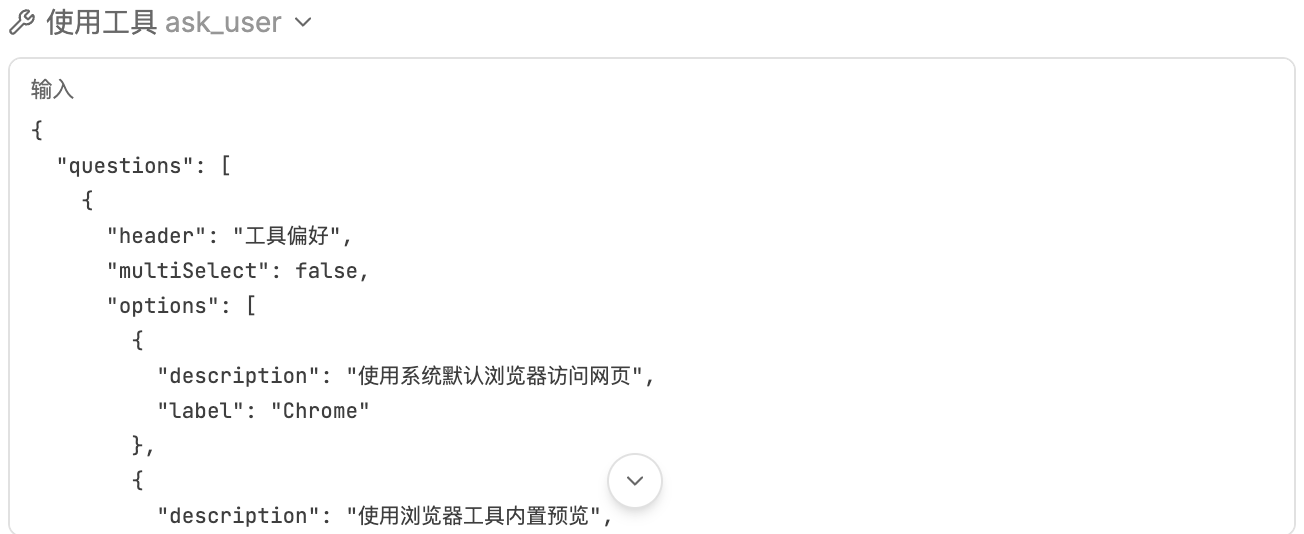 使用工具 ask_user
输入
{
  "questions": [
    {
      "header": "工具偏好",
      "multiSelect": false,
      "options": [
        {
          "description": "使用系统默认浏览器访问网页",
          "label": "Chrome"
        },
        {
          "description": "使用浏览器工具内置预览",